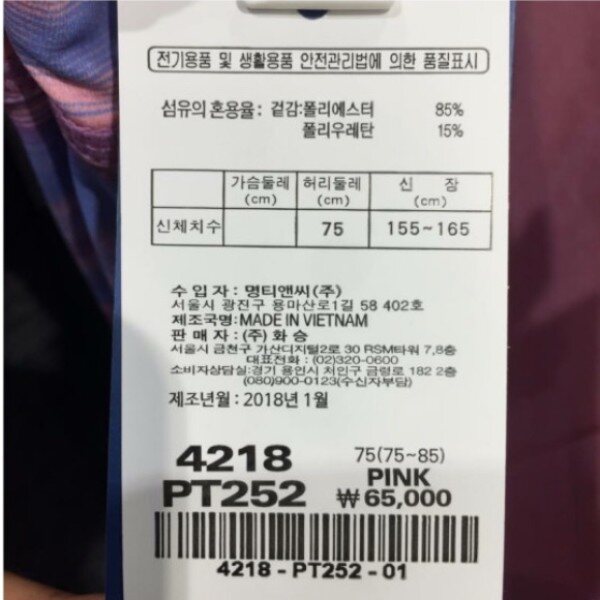 전기용품 및 생활용품 안전관리법에 의한 품질표시
섬유의 혼용율: 겉감:폴리에스터 85%
폴리우레탄 15%
가슴둘레 (cm) 허리둘레 (cm) 신 장 (cm)
신체치수 75 155~165
수 입 자 : 명티앤씨(주)
서울시 광진구 용마산로1길 58 402호
제조국명:MADE IN VIETNAM
판 매 자 : (주) 화 승
서울시 금천구 가산디지털2로 30 RSM타워 7,8층
대표전화 : (02)320-0600
소비자상담실:경기 용인시 처인구 금령로 182 2층
(080)900-0123(수신자부담)
제조년월 : 2018년 1월
4218 75(75~85)
PT252 PINK
₩65,000
4218 - PT252 - 01